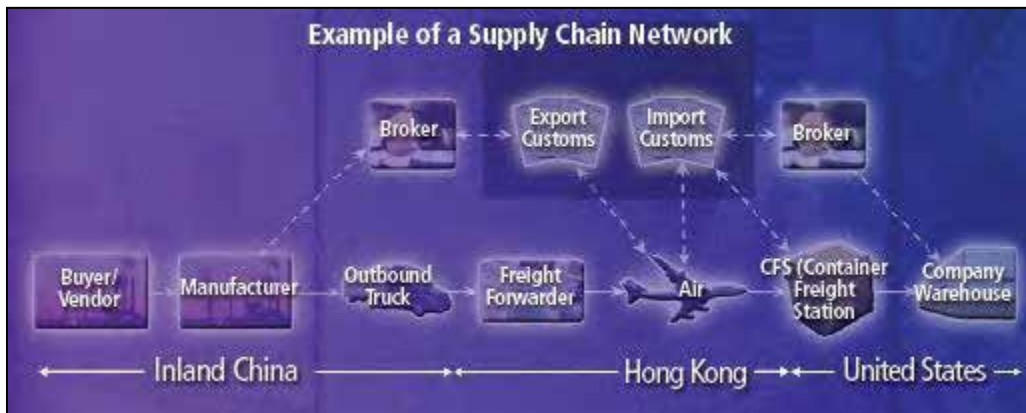 Example of a Supply Chain Network
Broker
Export
Customs
Import
Customs
Broker
Buyer/
Vendor
Manufacturer
Outbound
Truck
Freight
Forwarder
Air
CFS (Container
Freight
Station
Company
Warehouse
Inland China
Hong Kong
United States